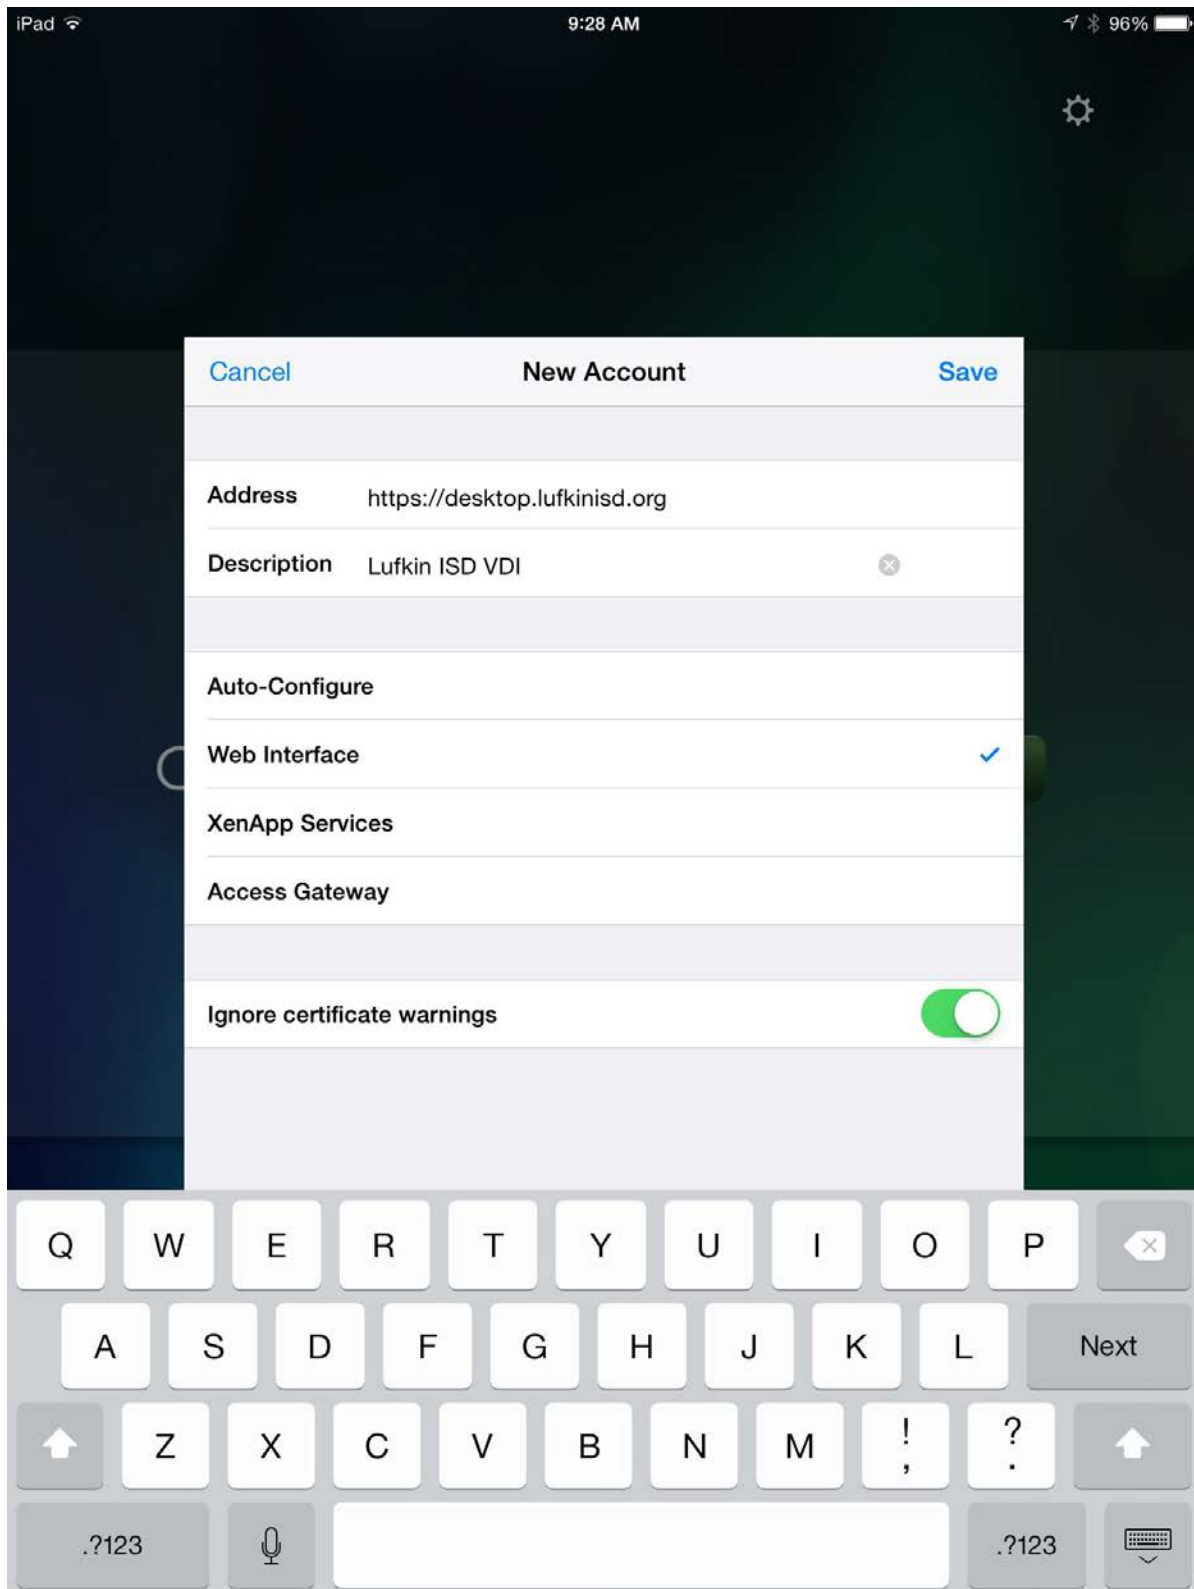 iPad 9:28 AM 96%
Cancel New Account Save
Address https://desktop.lufkinisd.org
Description Lufkin ISD VDI
Auto-Configure
Web Interface
XenApp Services
Access Gateway
Ignore certificate warnings
Q W E R T Y U I O P
A S D F G H J K L Next
Z X C V B N M ! , ? .
.?123 .?123